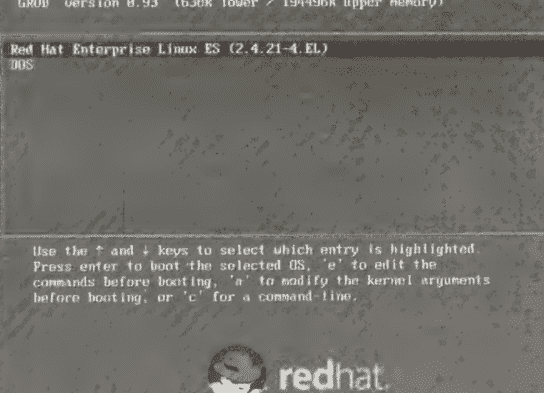 GRUB version 0.93 (630K lower / 194496K upper memory)
Red Hat Enterprise Linux ES (2.4.21-4.EL)
DOS
Use the ↑ and ↓ keys to select which entry is highlighted.
Press enter to boot the selected OS, 'e' to edit the
commands before booting, 'a' to modify the kernel arguments
before booting, or 'c' for a command-line.
redhat.